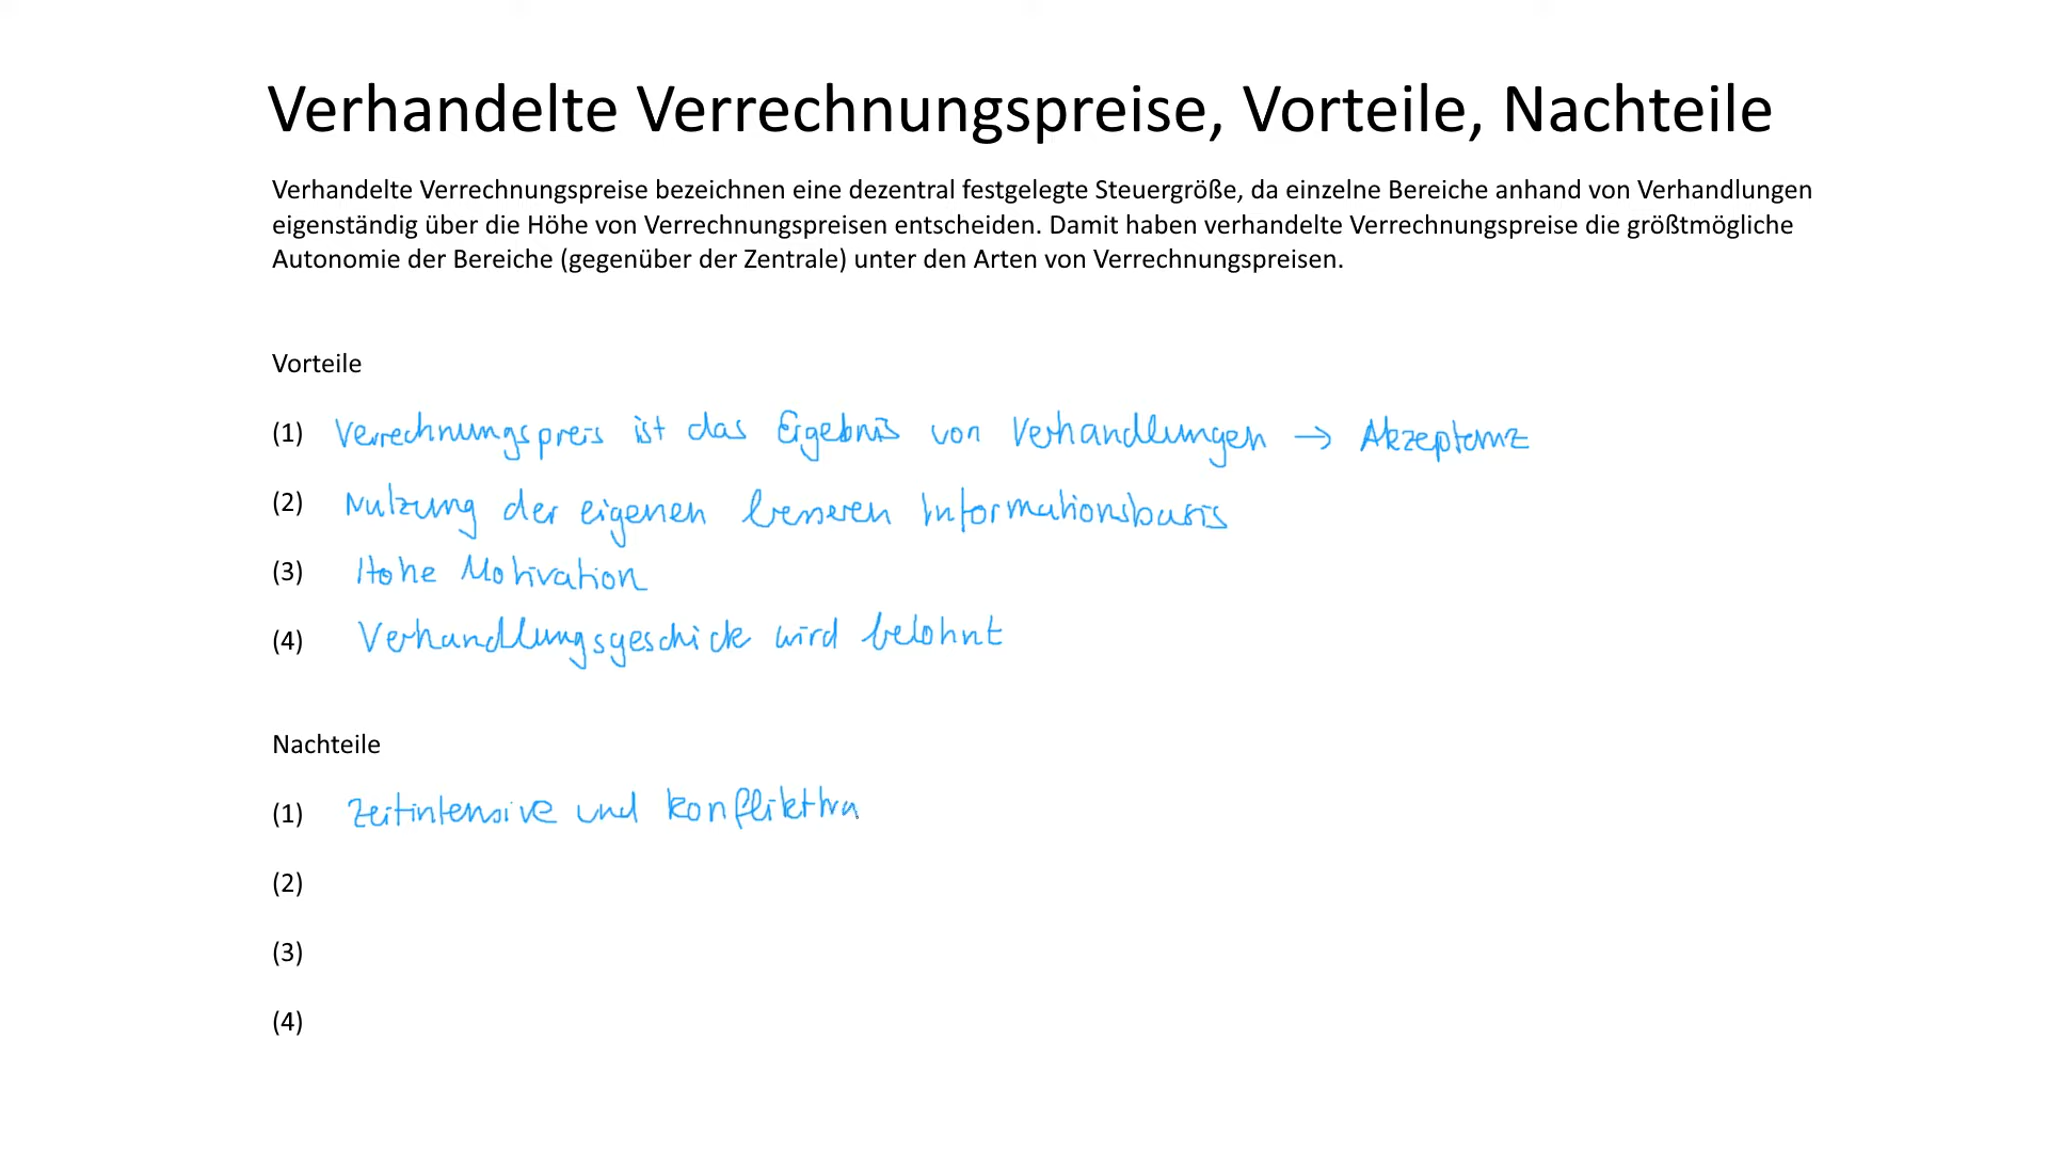 Verhandelte Verrechnungspreise, Vorteile, Nachteile
Verhandelte Verrechnungspreise bezeichnen eine dezentral festgelegte Steuergröße, da einzelne Bereiche anhand von Verhandlungen
eigenständig über die Höhe von Verrechnungspreisen entscheiden. Damit haben verhandelte Verrechnungspreise die größtmögliche
Autonomie der Bereiche (gegenüber der Zentrale) unter den Arten von Verrechnungspreisen.
Vorteile
(1) Verrechnungspreis ist das Ergebnis von Verhandlungen → Akzeptanz
(2) Nutzung der eigenen besseren Informationsbasis
(3) Hohe Motivation
(4) Verhandlungsgeschick wird belohnt
Nachteile
(1) Zeitintensive und konflikttra
(2)
(3)
(4)